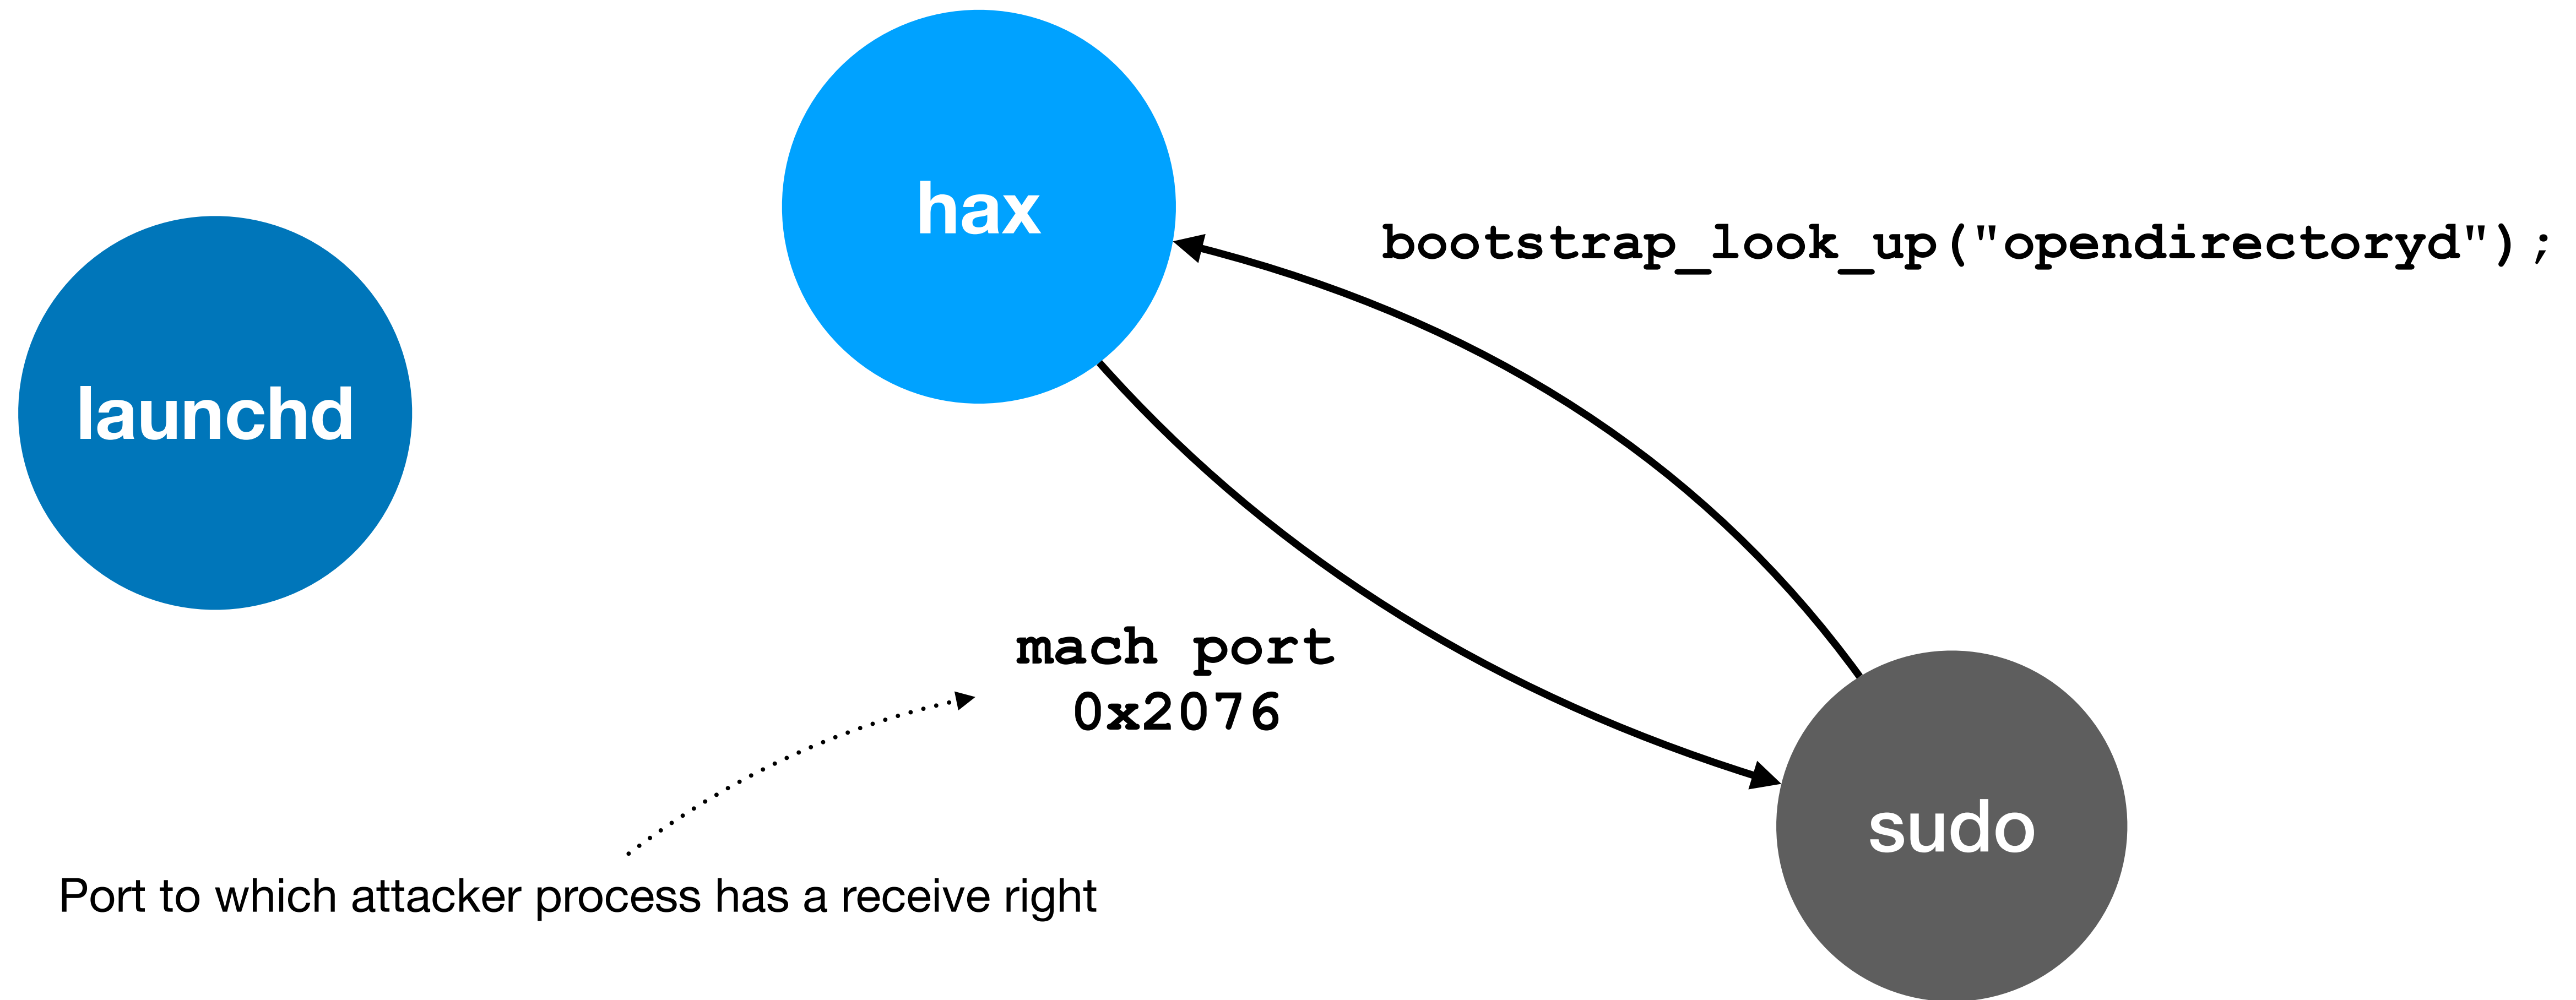 hax
bootstrap_look_up("opendirectoryd");
launchd
mach port
0x2076
sudo
Port to which attacker process has a receive right